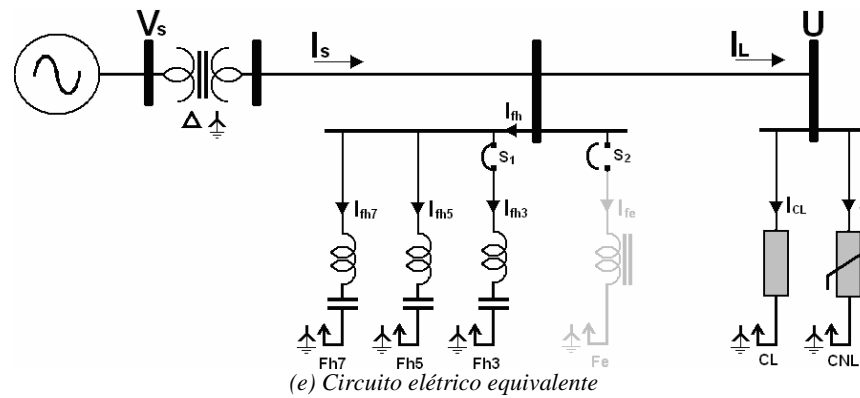 Vs
Is
IL
U
Ifh
S1
S2
Ifh7
Ifh5
Ifh3
Ife
ICL
Fh7
Fh5
Fh3
Fe
CL
CNL
(e) Circuito elétrico equivalente